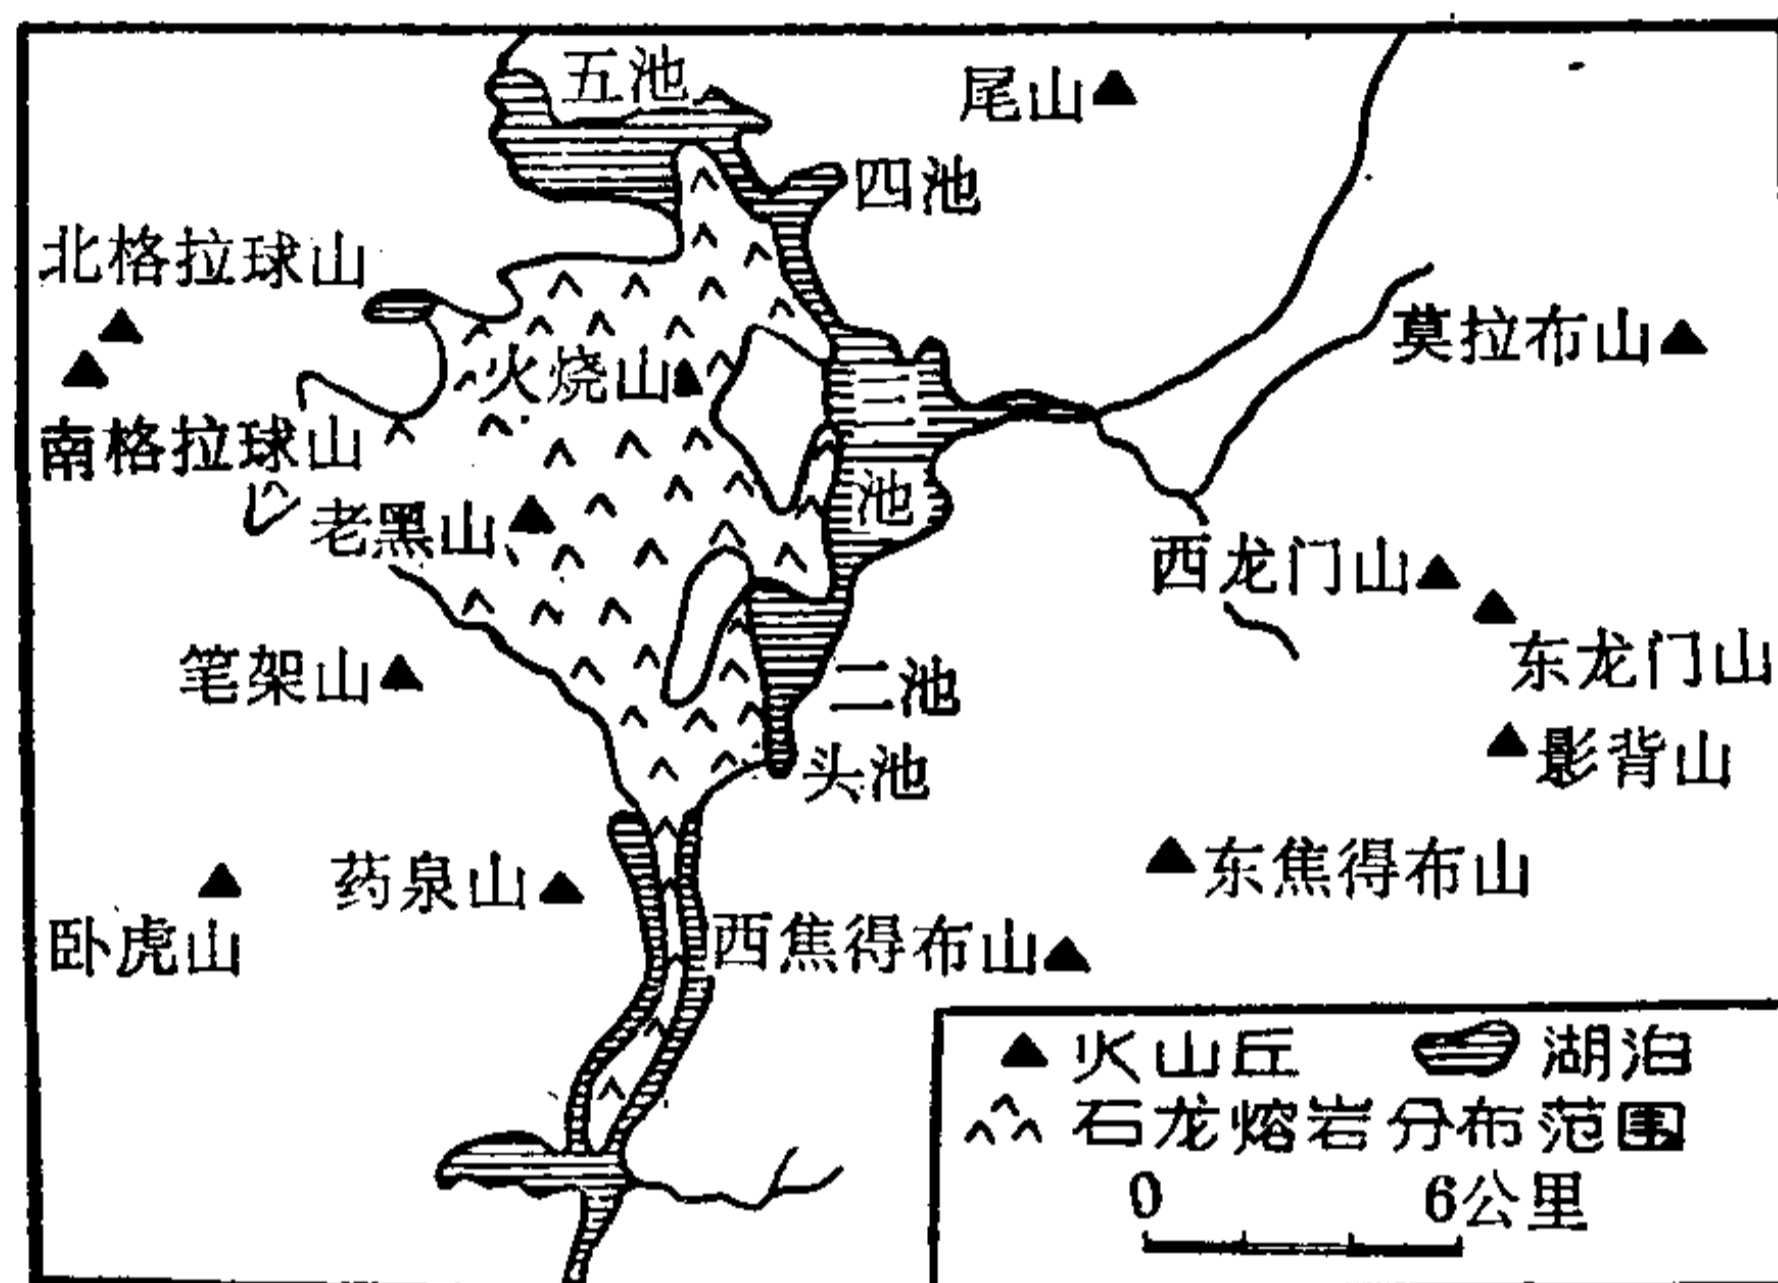 五池
尾山
四池
北格拉球山
莫拉布山
火烧山
三池
南格拉球山
老黑山
西龙门山
东龙门山
笔架山
二池
影背山
头池
东焦得布山
药泉山
卧虎山
西焦得布山
火山丘
湖泊
石龙熔岩分布范围
0
6公里